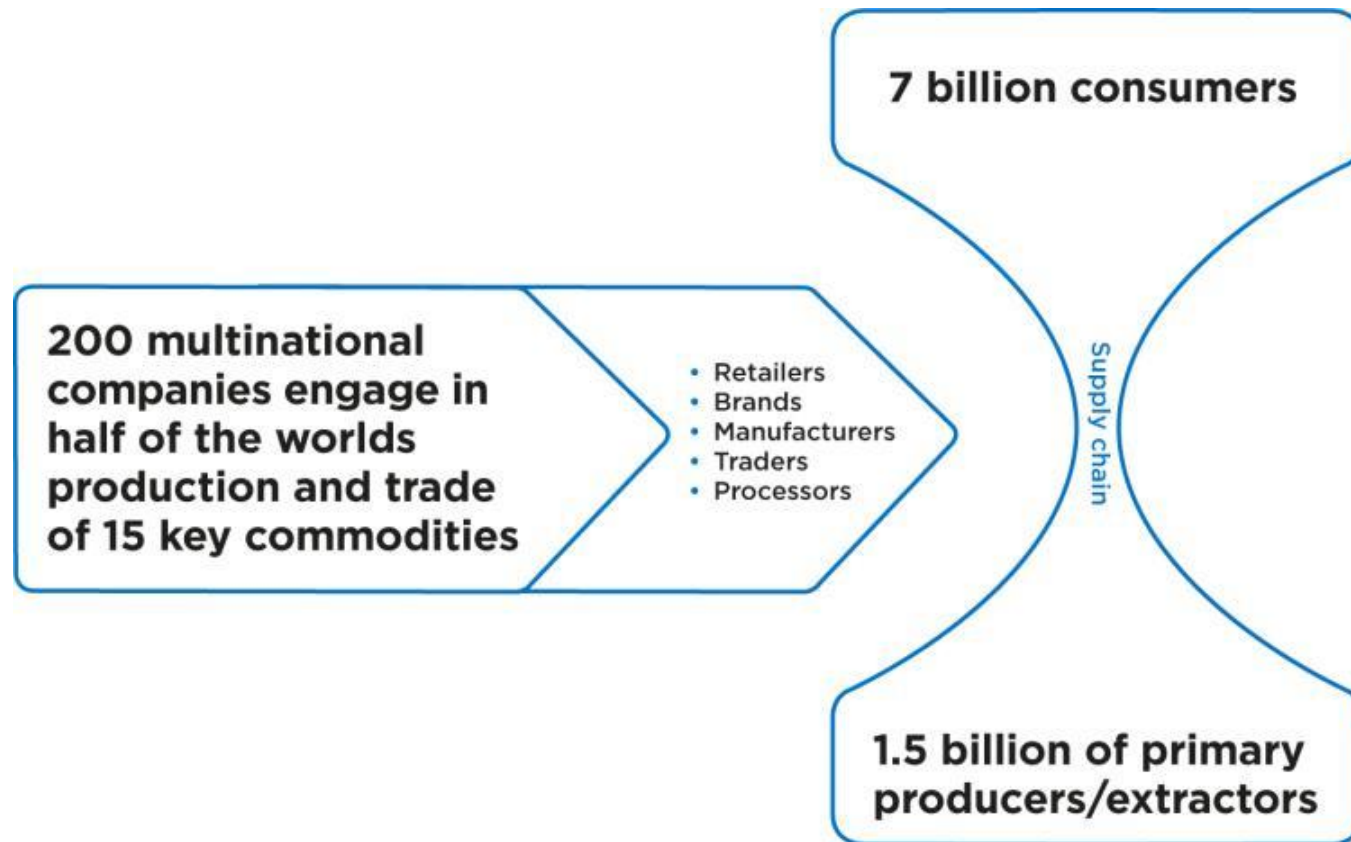 7 billion consumers
200 multinational
companies engage in
half of the worlds
production and trade
of 15 key commodities
• Retailers
• Brands
• Manufacturers
• Traders
• Processors
Supply chain
1.5 billion of primary
producers/extractors